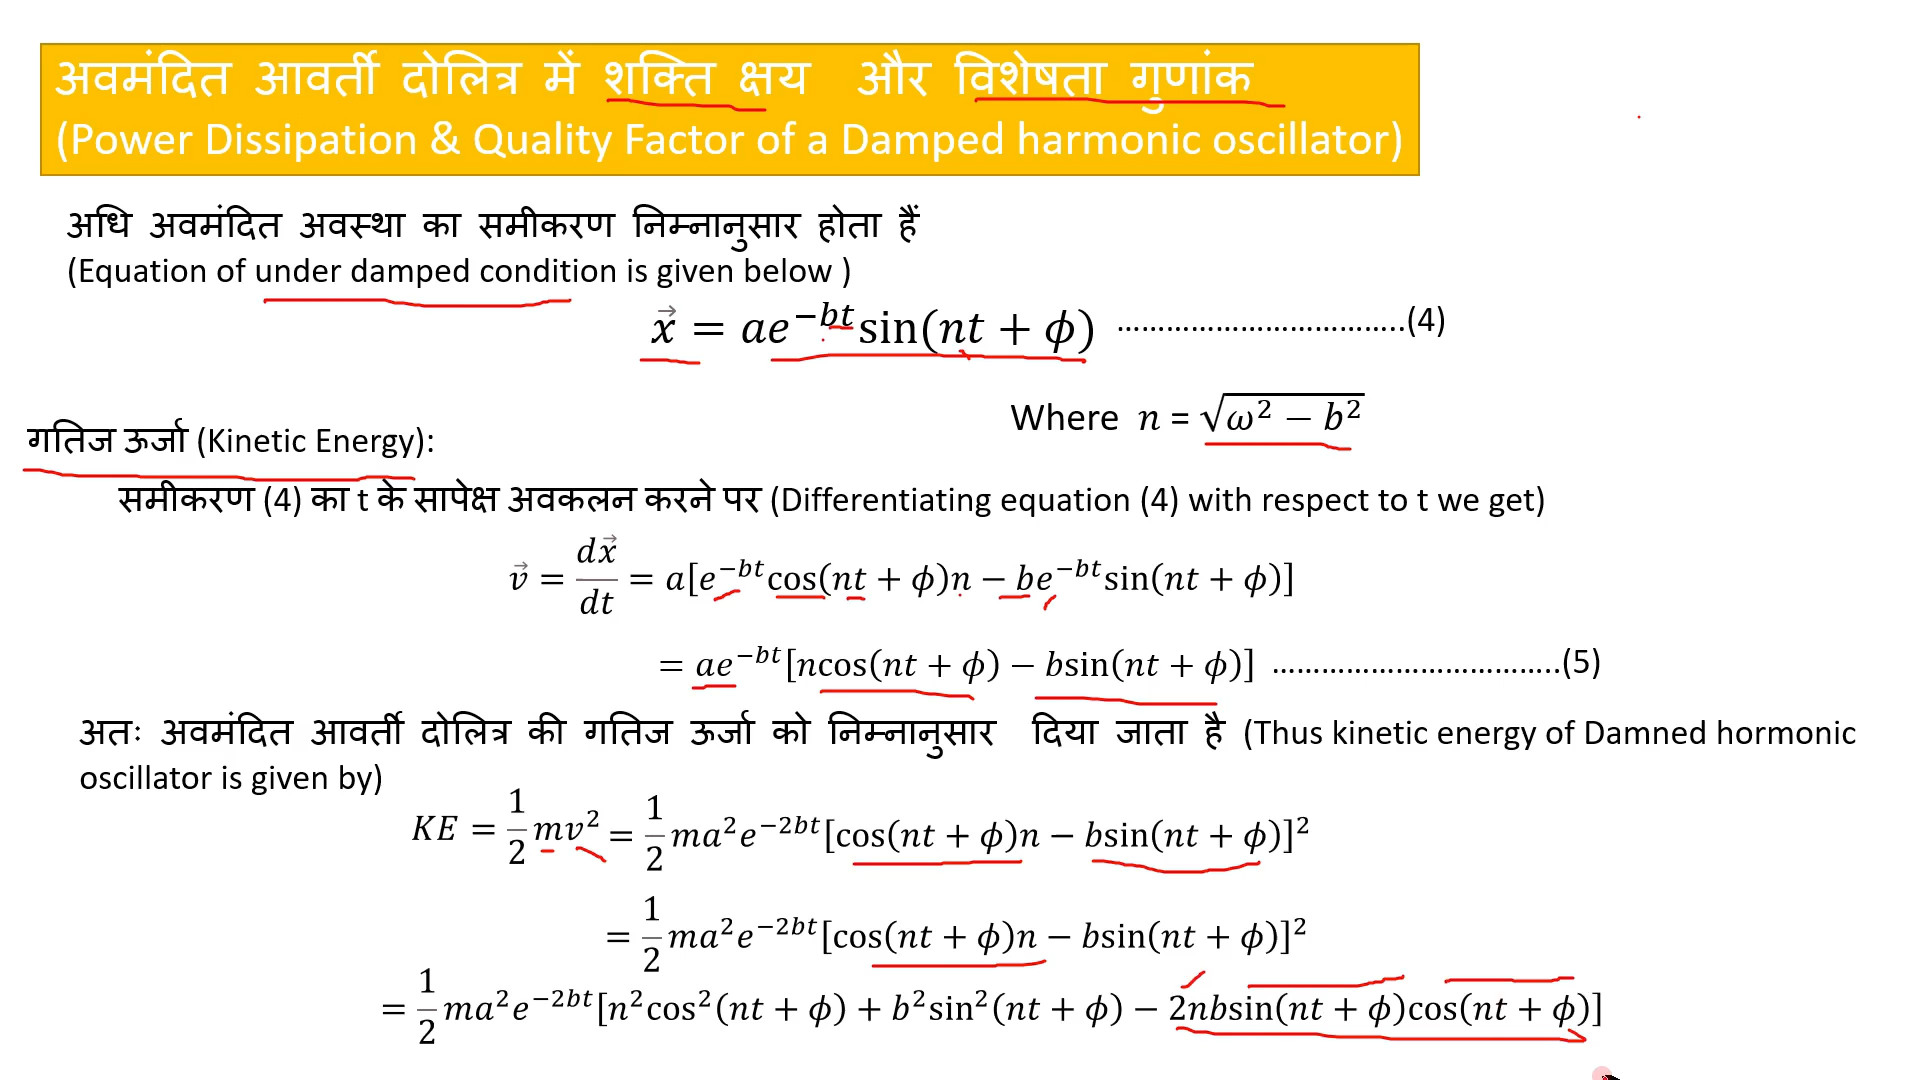 अवमंदित आवर्ती दोलित्र में शक्ति क्षय और विशेषता गुणांक
(Power Dissipation & Quality Factor of a Damped harmonic oscillator)
अधि अवमंदित अवस्था का समीकरण निम्नानुसार होता हैं
(Equation of under damped condition is given below )
x⃗ = ae^{−bt}sin(nt + ϕ) ……………………………..(4)
Where n = √(ω² − b²)
गतिज ऊर्जा (Kinetic Energy):
समीकरण (4) का t के सापेक्ष अवकलन करने पर (Differentiating equation (4) with respect to t we get)
v⃗ = dx⃗/dt = a[e^{−bt}cos(nt + ϕ)n − be^{−bt}sin(nt + ϕ)]
= ae^{−bt}[ncos(nt + ϕ) − bsin(nt + ϕ)] ……………………………..(5)
अतः अवमंदित आवर्ती दोलित्र की गतिज ऊर्जा को निम्नानुसार दिया जाता है (Thus kinetic energy of Damned hormonic
oscillator is given by)
KE = 1/2 mv² = 1/2 ma²e^{−2bt}[cos(nt + ϕ)n − bsin(nt + ϕ)]²
= 1/2 ma²e^{−2bt}[cos(nt + ϕ)n − bsin(nt + ϕ)]²
= 1/2 ma²e^{−2bt}[n²cos²(nt + ϕ) + b²sin²(nt + ϕ) − 2nbsin(nt + ϕ)cos(nt + ϕ)]